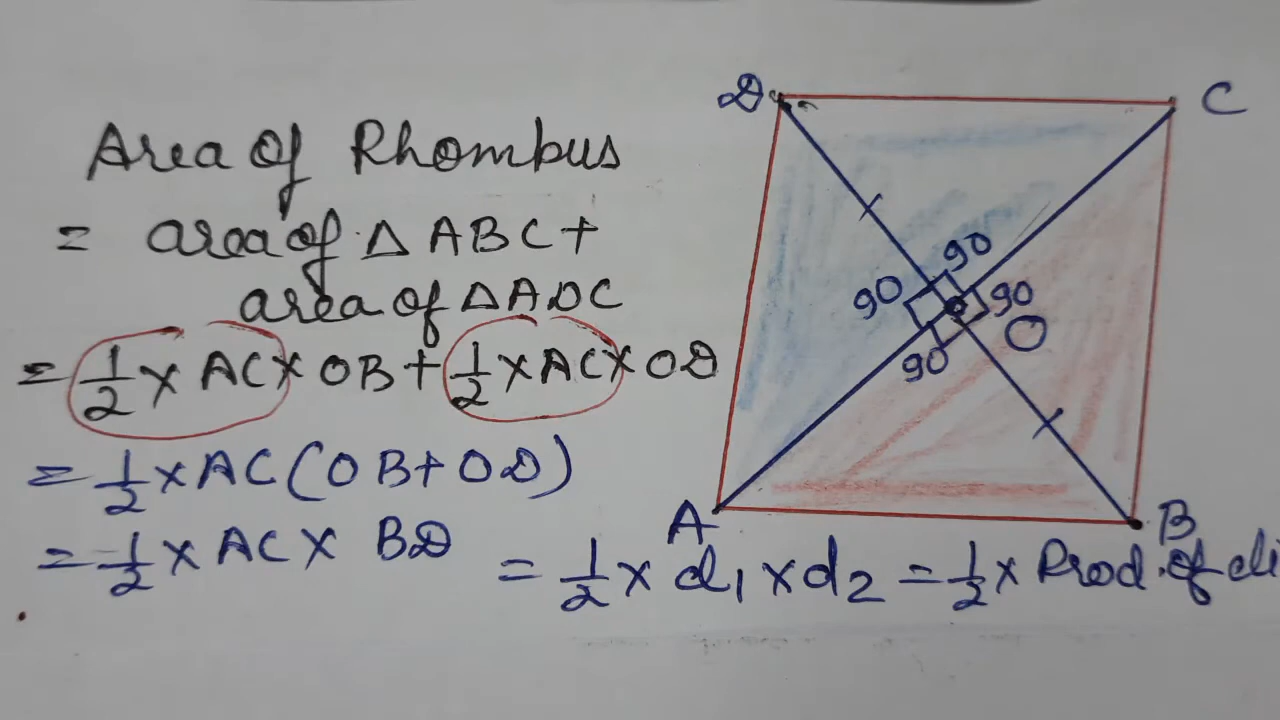 Area Of Rhombus
= area of Δ ABC +
area of Δ ADC
= 1/2 × AC × OB + 1/2 × AC × OD
= 1/2 × AC (OB + OD)
= 1/2 × AC × BD = 1/2 × d1 × d2 = 1/2 × Prod. of di
D
C
90
90
90
O
90
A
B